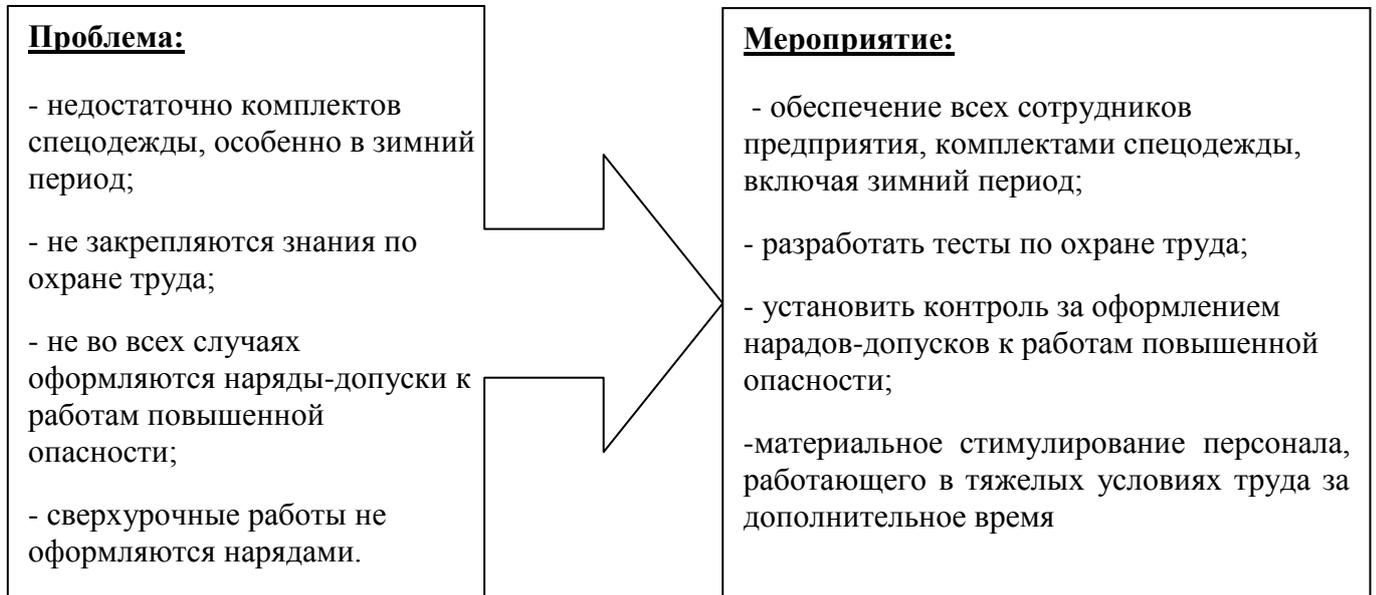 Проблема:
- недостаточно комплектов
спецодежды, особенно в зимний
период;
- не закрепляются знания по
охране труда;
- не во всех случаях
оформляются наряды-допуски к
работам повышенной
опасности;
- сверхурочные работы не
оформляются нарядами.
Мероприятие:
- обеспечение всех сотрудников
предприятия, комплектами спецодежды,
включая зимний период;
- разработать тесты по охране труда;
- установить контроль за оформлением
нарадов-допусков к работам повышенной
опасности;
-материальное стимулирование персонала,
работающего в тяжелых условиях труда за
дополнительное время